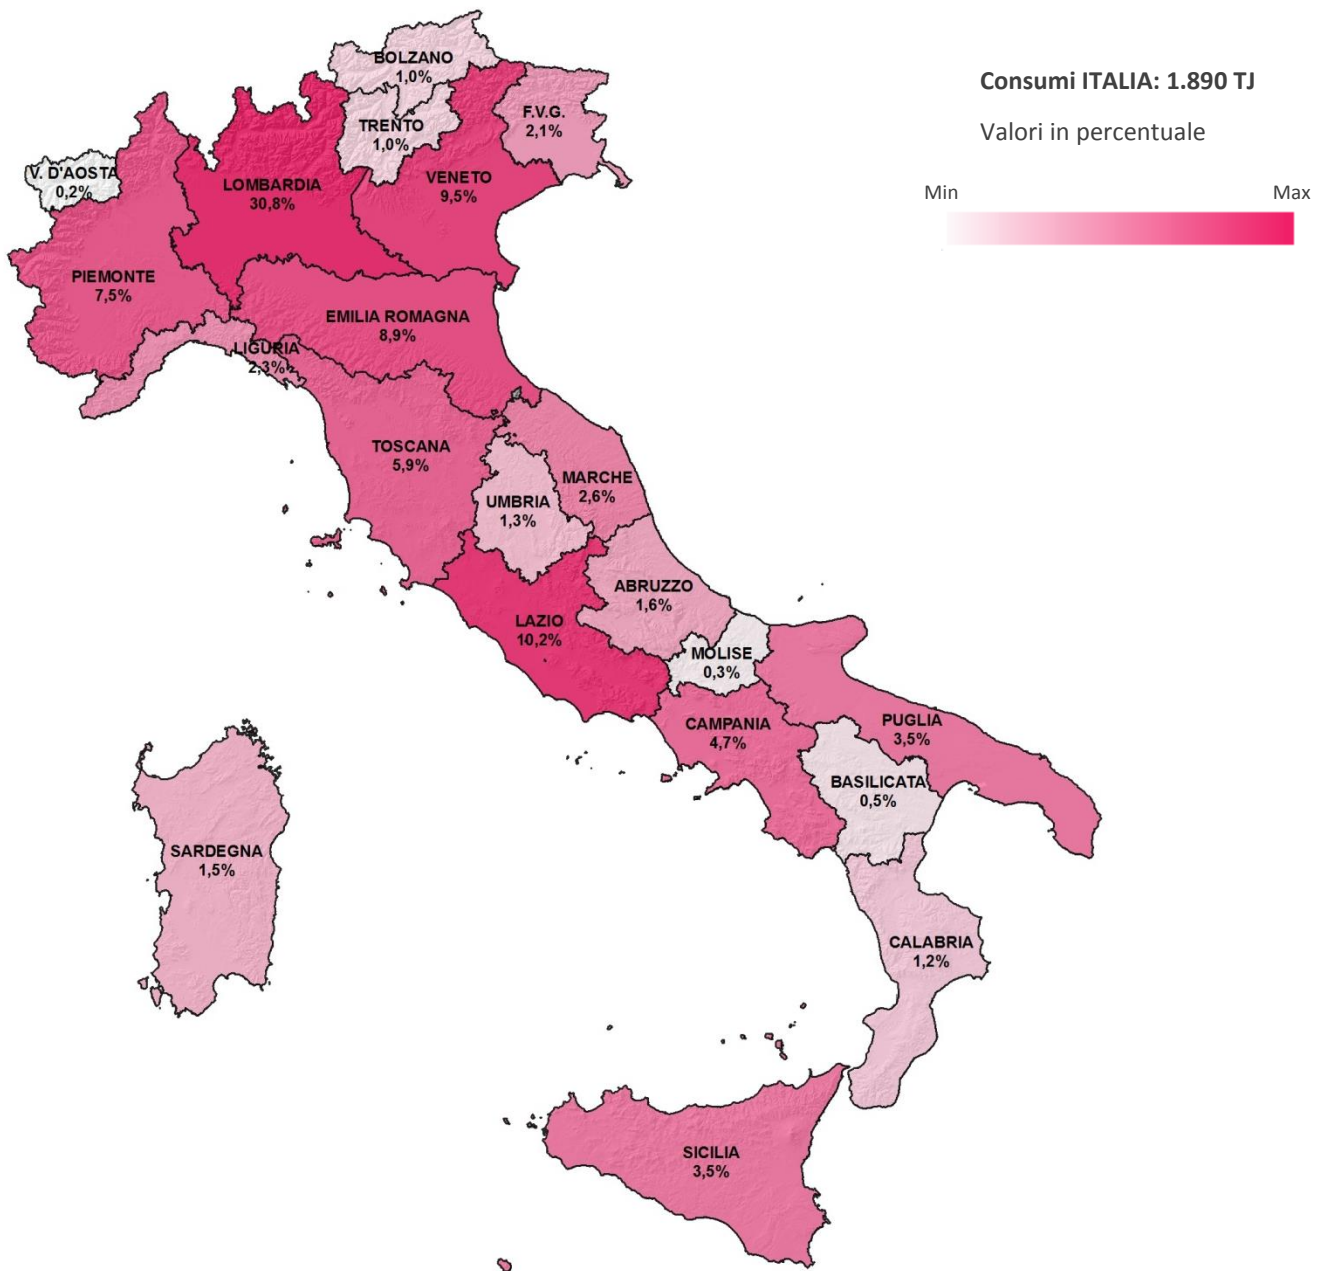 Consumi ITALIA: 1.890 TJ
Valori in percentuale
Min Max
BOLZANO
1,0%
TRENTO
1,0%
F.V.G.
2,1%
V. D'AOSTA
0,2%
LOMBARDIA
30,8%
VENETO
9,5%
PIEMONTE
7,5%
EMILIA ROMAGNA
8,9%
LIGURIA
2,3%
TOSCANA
5,9%
MARCHE
2,6%
UMBRIA
1,3%
ABRUZZO
1,6%
LAZIO
10,2%
MOLISE
0,3%
CAMPANIA
4,7%
PUGLIA
3,5%
BASILICATA
0,5%
SARDEGNA
1,5%
CALABRIA
1,2%
SICILIA
3,5%